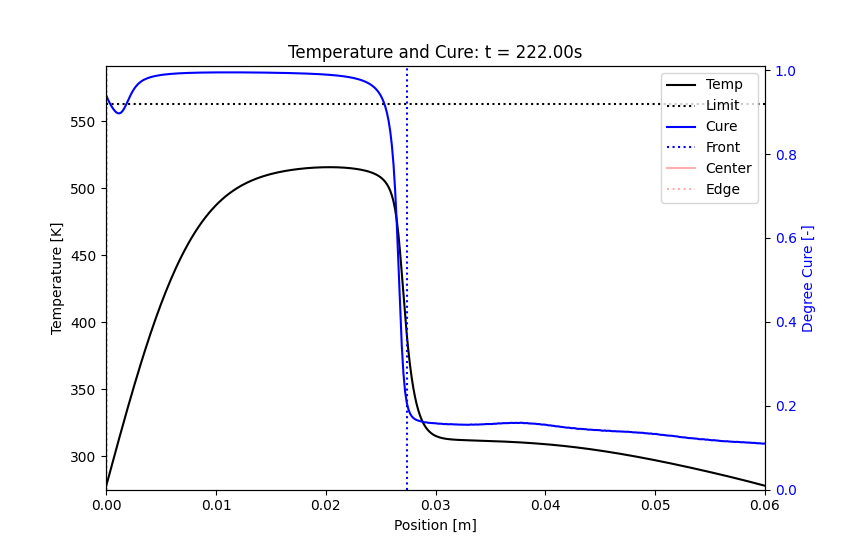 Temperature and Cure: t = 222.00s
Temp
Limit
Cure
Front
Center
Edge
Temperature [K]
550
500
450
400
350
300
Degree Cure [-]
1.0
0.8
0.6
0.4
0.2
0.0
0.00 0.01 0.02 0.03 0.04 0.05 0.06
Position [m]